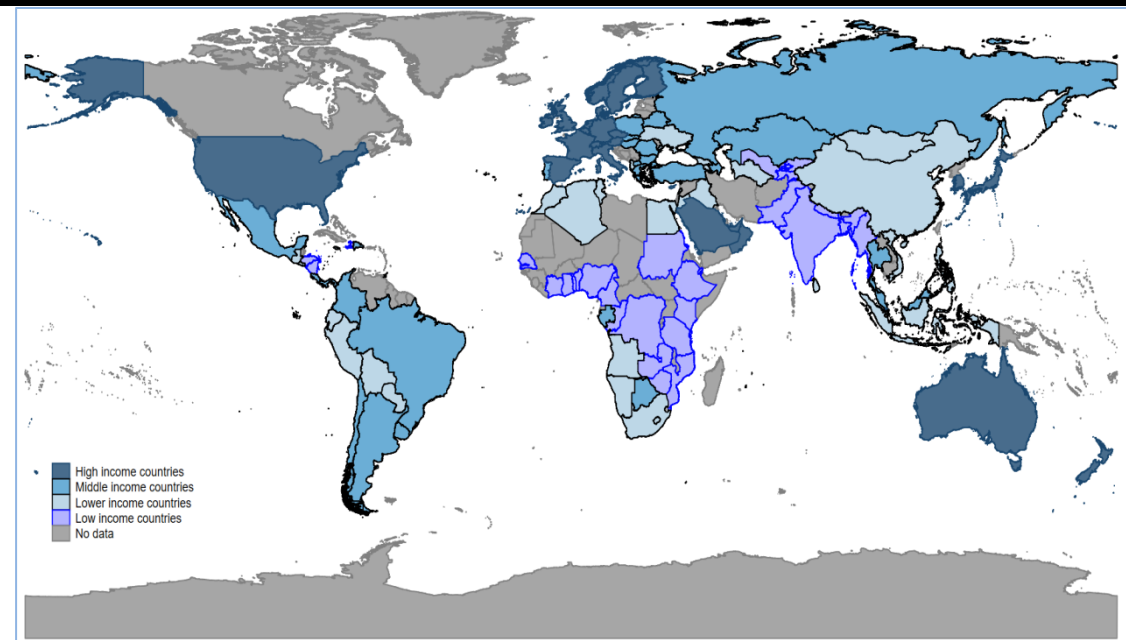 High income countries
Middle income countries
Lower income countries
Low income countries
No data